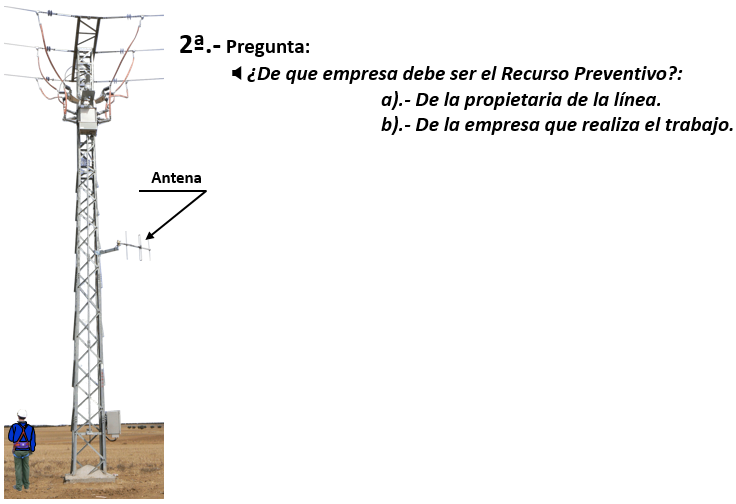 2ª.- Pregunta:
¿De que empresa debe ser el Recurso Preventivo?:
a).- De la propietaria de la línea.
b).- De la empresa que realiza el trabajo.
Antena